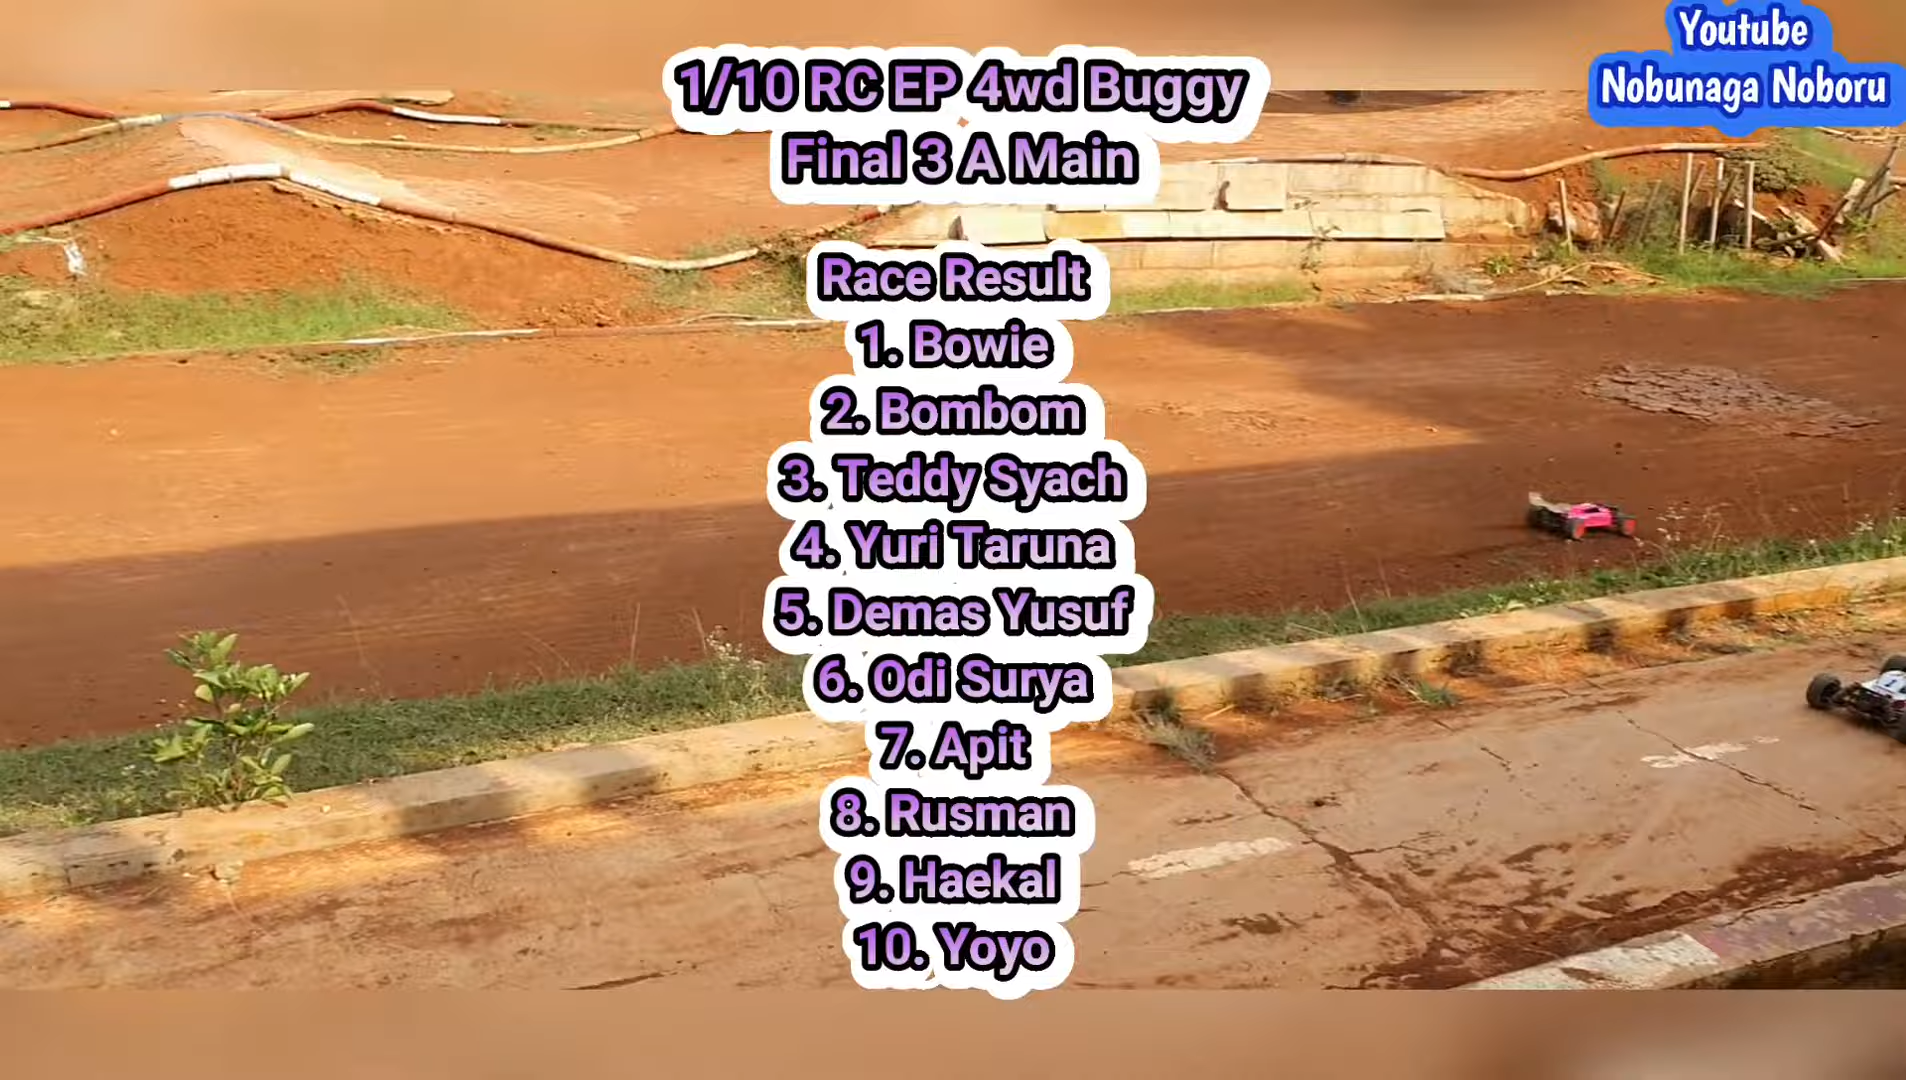 Youtube
Nobunaga Noboru
1/10 RC EP 4wd Buggy
Final 3 A Main
Race Result
1. Bowie
2. Bombom
3. Teddy Syach
4. Yuri Taruna
5. Demas Yusuf
6. Odi Surya
7. Apit
8. Rusman
9. Haekal
10. Yoyo